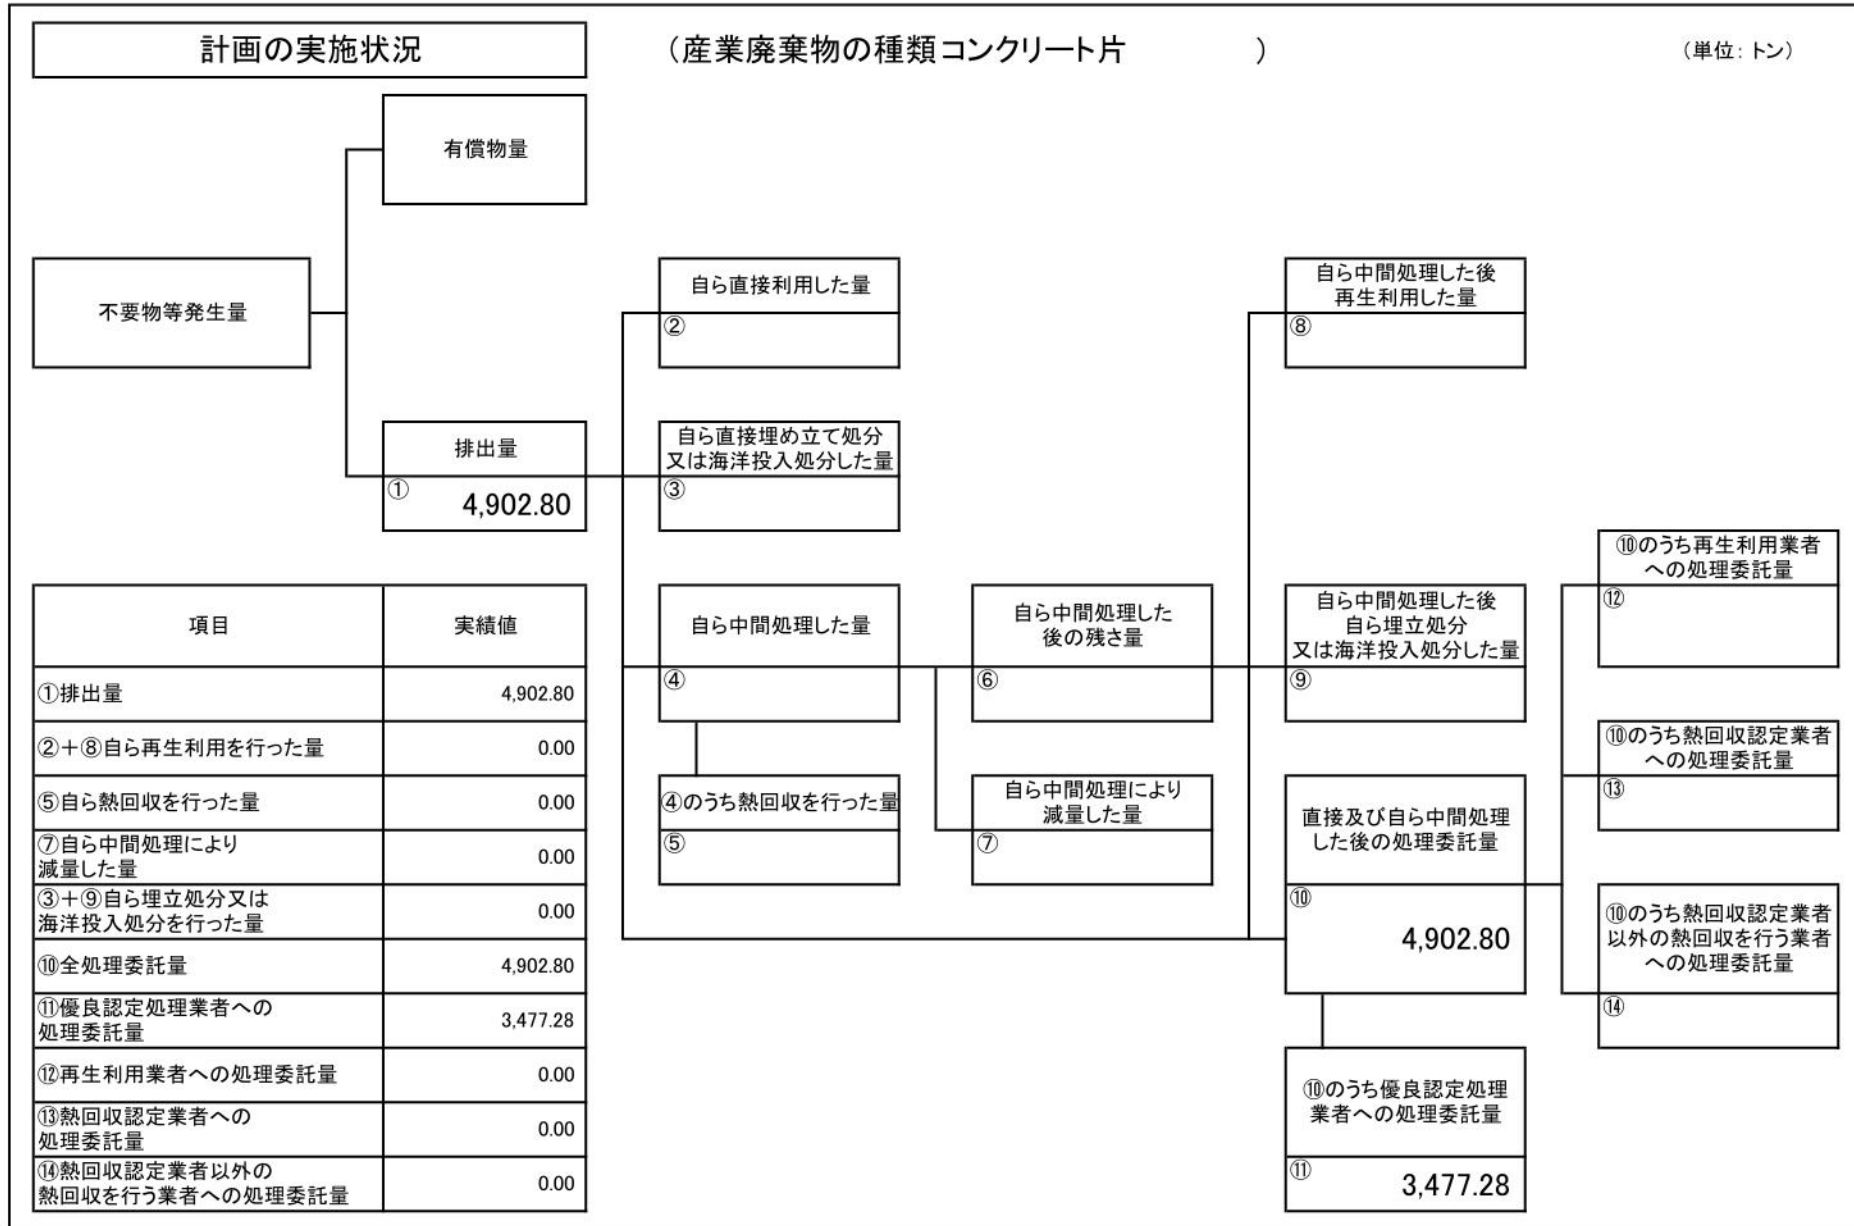 計画の実施状況
（産業廃棄物の種類コンクリート片　　　　　）
（単位：トン）
有償物量
不要物等発生量
自ら直接利用した量
②
自ら中間処理した後
再生利用した量
⑧
排出量
① 4,902.80
自ら直接埋め立て処分
又は海洋投入処分した量
③
自ら中間処理した量
④
自ら中間処理した
後の残さ量
⑥
自ら中間処理した後
自ら埋立処分
又は海洋投入処分した量
⑨
⑩のうち再生利用業者
への処理委託量
⑫
④のうち熱回収を行った量
⑤
自ら中間処理により
減量した量
⑦
直接及び自ら中間処理
した後の処理委託量
⑩
4,902.80
⑩のうち熱回収認定業者
への処理委託量
⑬
⑩のうち熱回収認定業者
以外の熱回収を行う業者
への処理委託量
⑭
⑩のうち優良認定処理
業者への処理委託量
⑪ 3,477.28
項目 実績値
①排出量 4,902.80
②＋⑧自ら再生利用を行った量 0.00
⑤自ら熱回収を行った量 0.00
⑦自ら中間処理により
減量した量 0.00
③＋⑨自ら埋立処分又は
海洋投入処分を行った量 0.00
⑩全処理委託量 4,902.80
⑪優良認定処理業者への
処理委託量 3,477.28
⑫再生利用業者への処理委託量 0.00
⑬熱回収認定業者への
処理委託量 0.00
⑭熱回収認定業者以外の
熱回収を行う業者への処理委託量 0.00